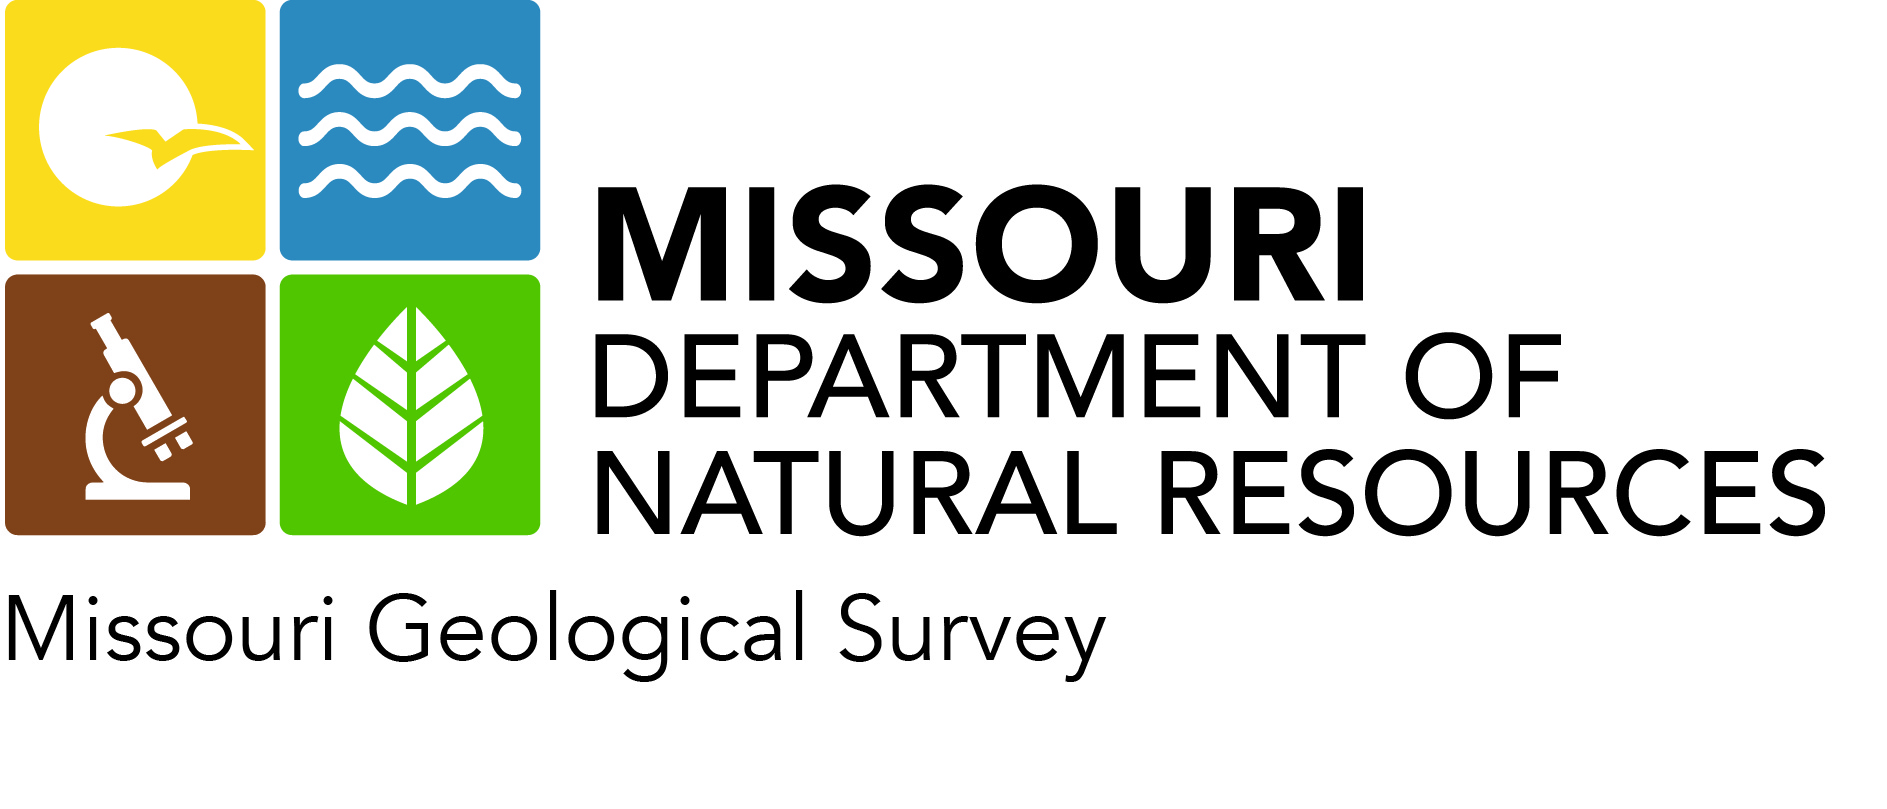 MISSOURI
DEPARTMENT OF
NATURAL RESOURCES
Missouri Geological Survey